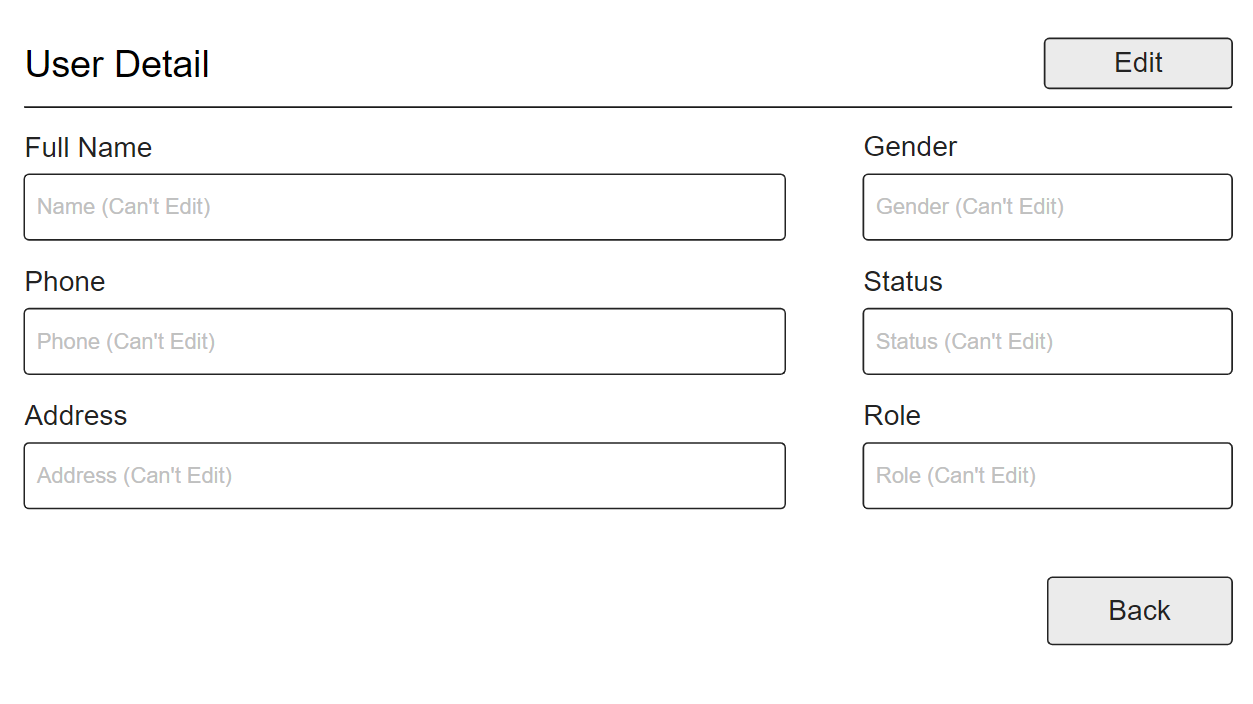 User Detail
Edit
Full Name
Gender
Name (Can't Edit)
Gender (Can't Edit)
Phone
Status
Phone (Can't Edit)
Status (Can't Edit)
Address
Role
Address (Can't Edit)
Role (Can't Edit)
Back